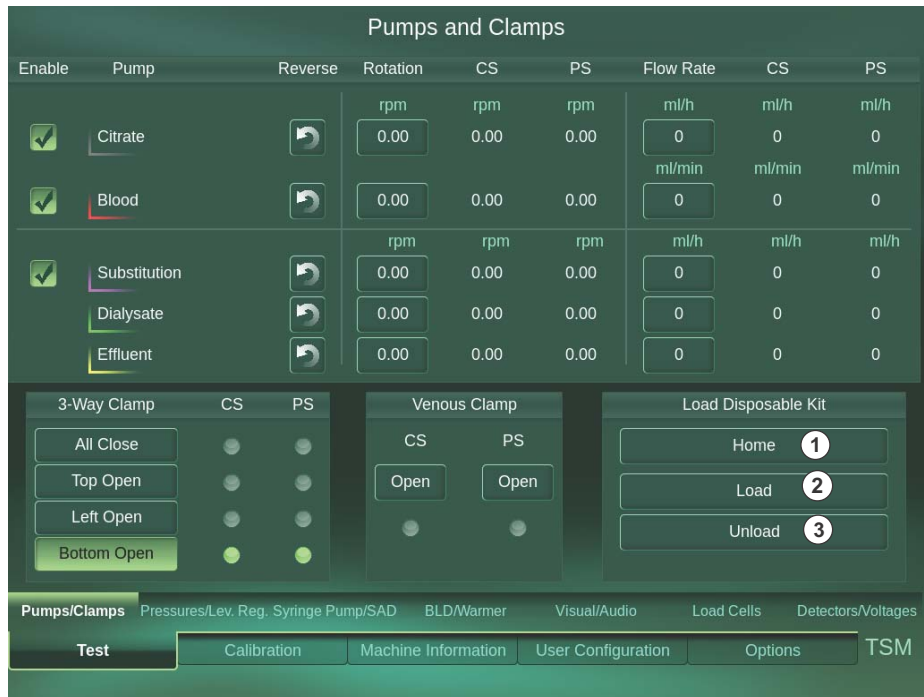 Pumps and Clamps
Enable Pump Reverse Rotation CS PS Flow Rate CS PS
rpm rpm rpm ml/h ml/h ml/h
Citrate 0.00 0.00 0.00 0 0 0
ml/min ml/min ml/min
Blood 0.00 0.00 0.00 0 0 0
rpm rpm rpm ml/h ml/h ml/h
Substitution 0.00 0.00 0.00 0 0 0
Dialysate 0.00 0.00 0.00 0 0 0
Effluent 0.00 0.00 0.00 0 0 0
3-Way Clamp CS PS
All Close
Top Open
Left Open
Bottom Open
Venous Clamp
CS PS
Open Open
Load Disposable Kit
Home 1
Load 2
Unload 3
Pumps/Clamps Pressures/Lev. Reg. Syringe Pump/SAD BLD/Warmer Visual/Audio Load Cells Detectors/Voltages
Test Calibration Machine Information User Configuration Options TSM